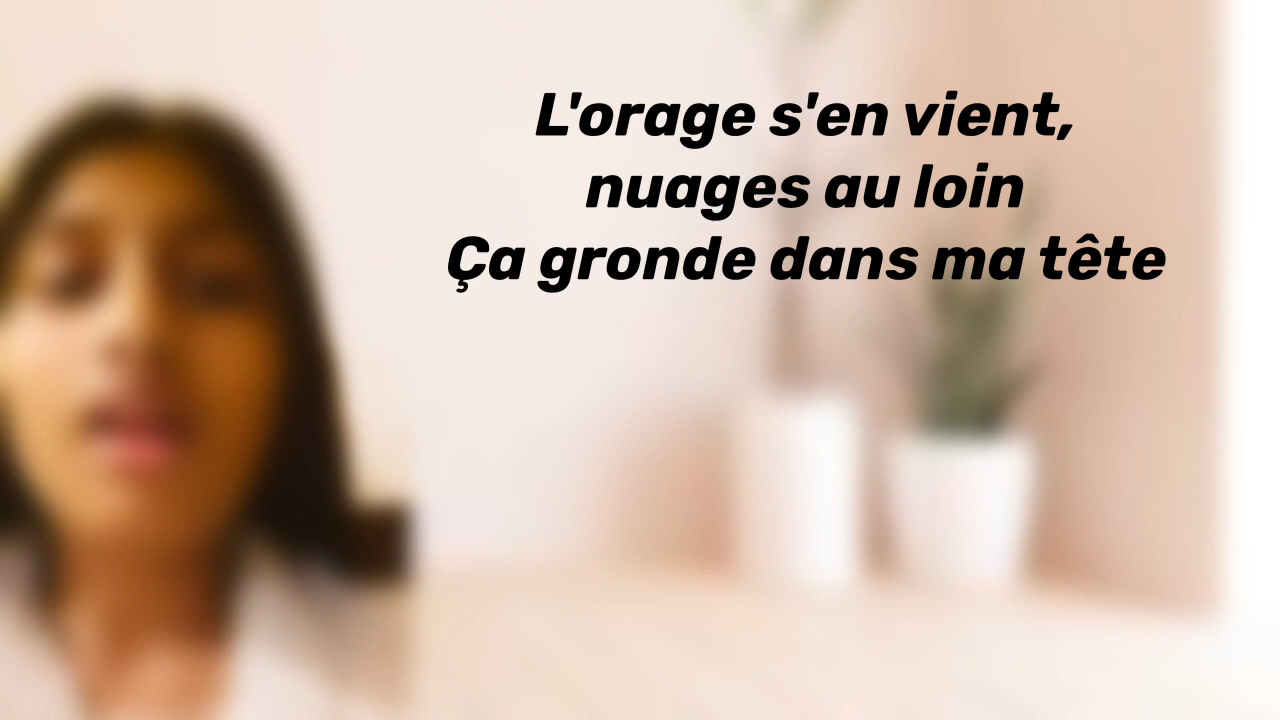 L'orage s'en vient,
nuages au loin
Ça gronde dans ma tête